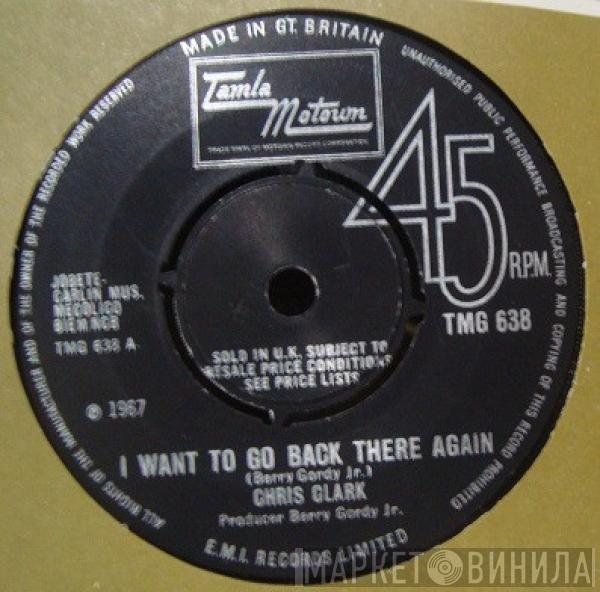 MADE IN GT. BRITAIN
UNAUTHORISED PUBLIC PERFORMANCE BROADCASTING AND COPYING OF THIS RECORD PROHIBITED
ALL RIGHTS OF THE MANUFACTURER AND OF THE OWNER OF THE RECORDED WORK RESERVED
Tamla
Motown
TRADE MARK OF MOTOWN RECORD CORPORATION
45
R.P.M.
TMG 638
JOBETE-
CARLIN MUS.
NCB/LIGO
BIEM
TMG 638 A
SOLD IN U.K. SUBJECT TO
RESALE PRICE CONDITIONS
SEE PRICE LISTS
℗ 1967
I WANT TO GO BACK THERE AGAIN
(Berry Gordy Jr.)
CHRIS CLARK
Producer Berry Gordy Jr.
E.M.I. RECORDS LIMITED
МАРКЕТ ВИНИЛА